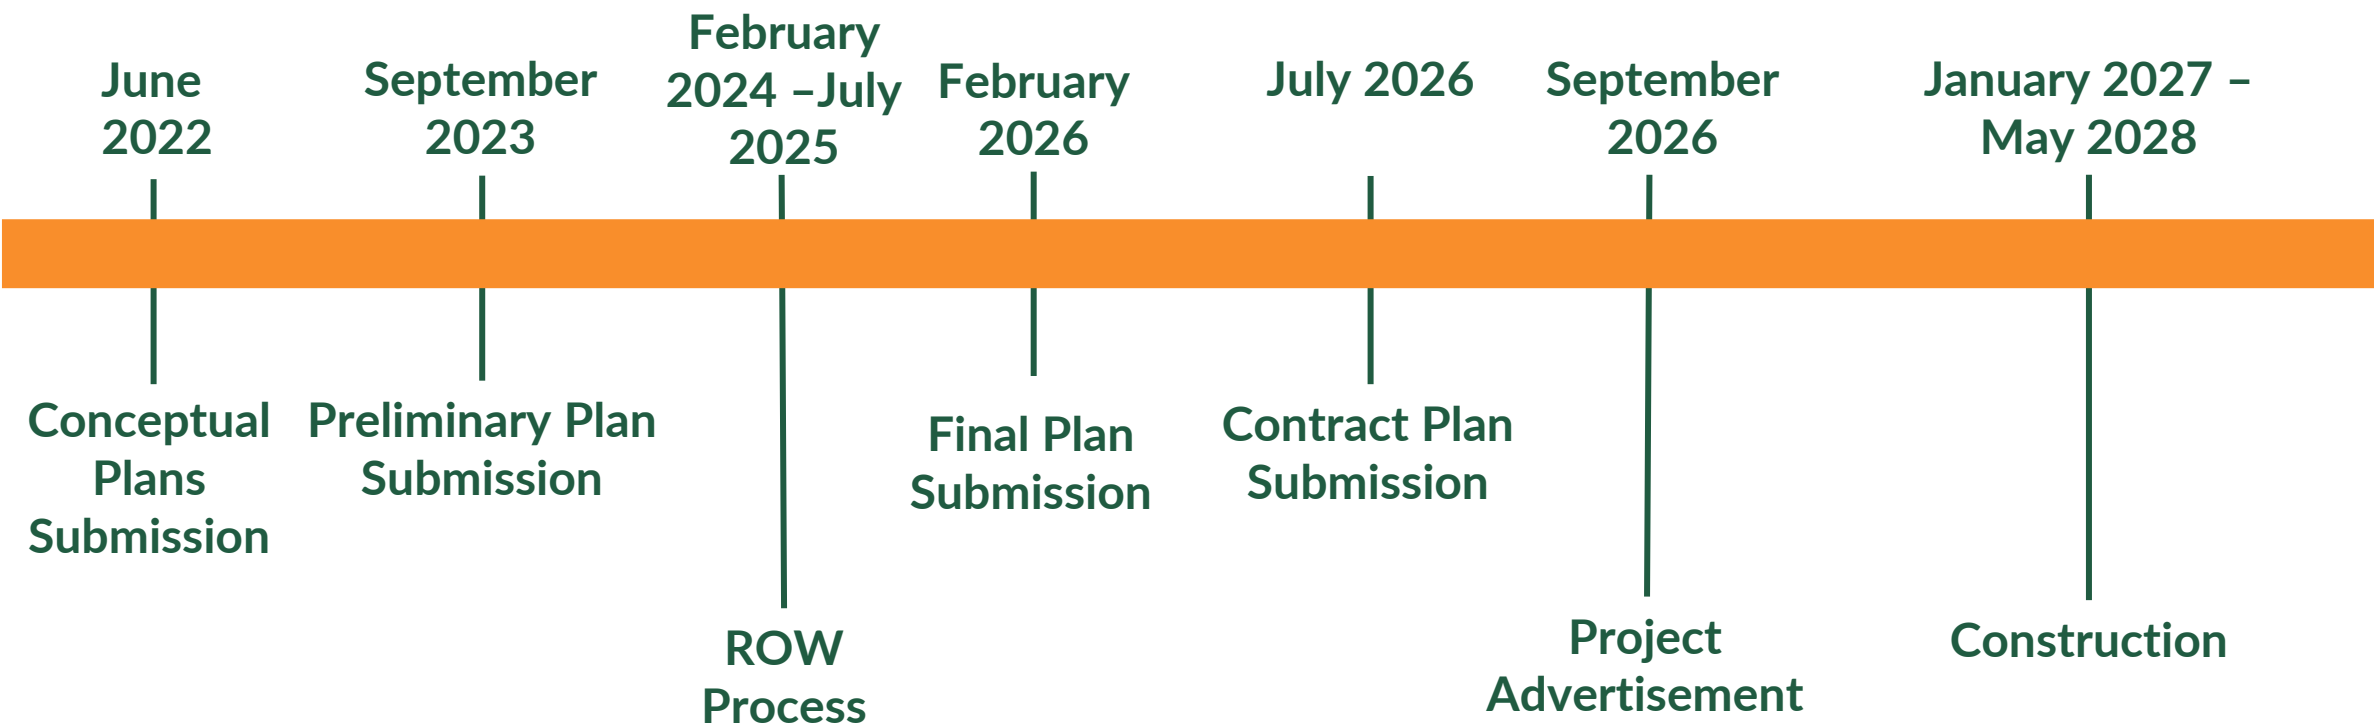 June
2022
September
2023
February
2024 –July
2025
February
2026
July 2026
September
2026
January 2027 –
May 2028
Conceptual
Plans
Submission
Preliminary Plan
Submission
ROW
Process
Final Plan
Submission
Contract Plan
Submission
Project
Advertisement
Construction